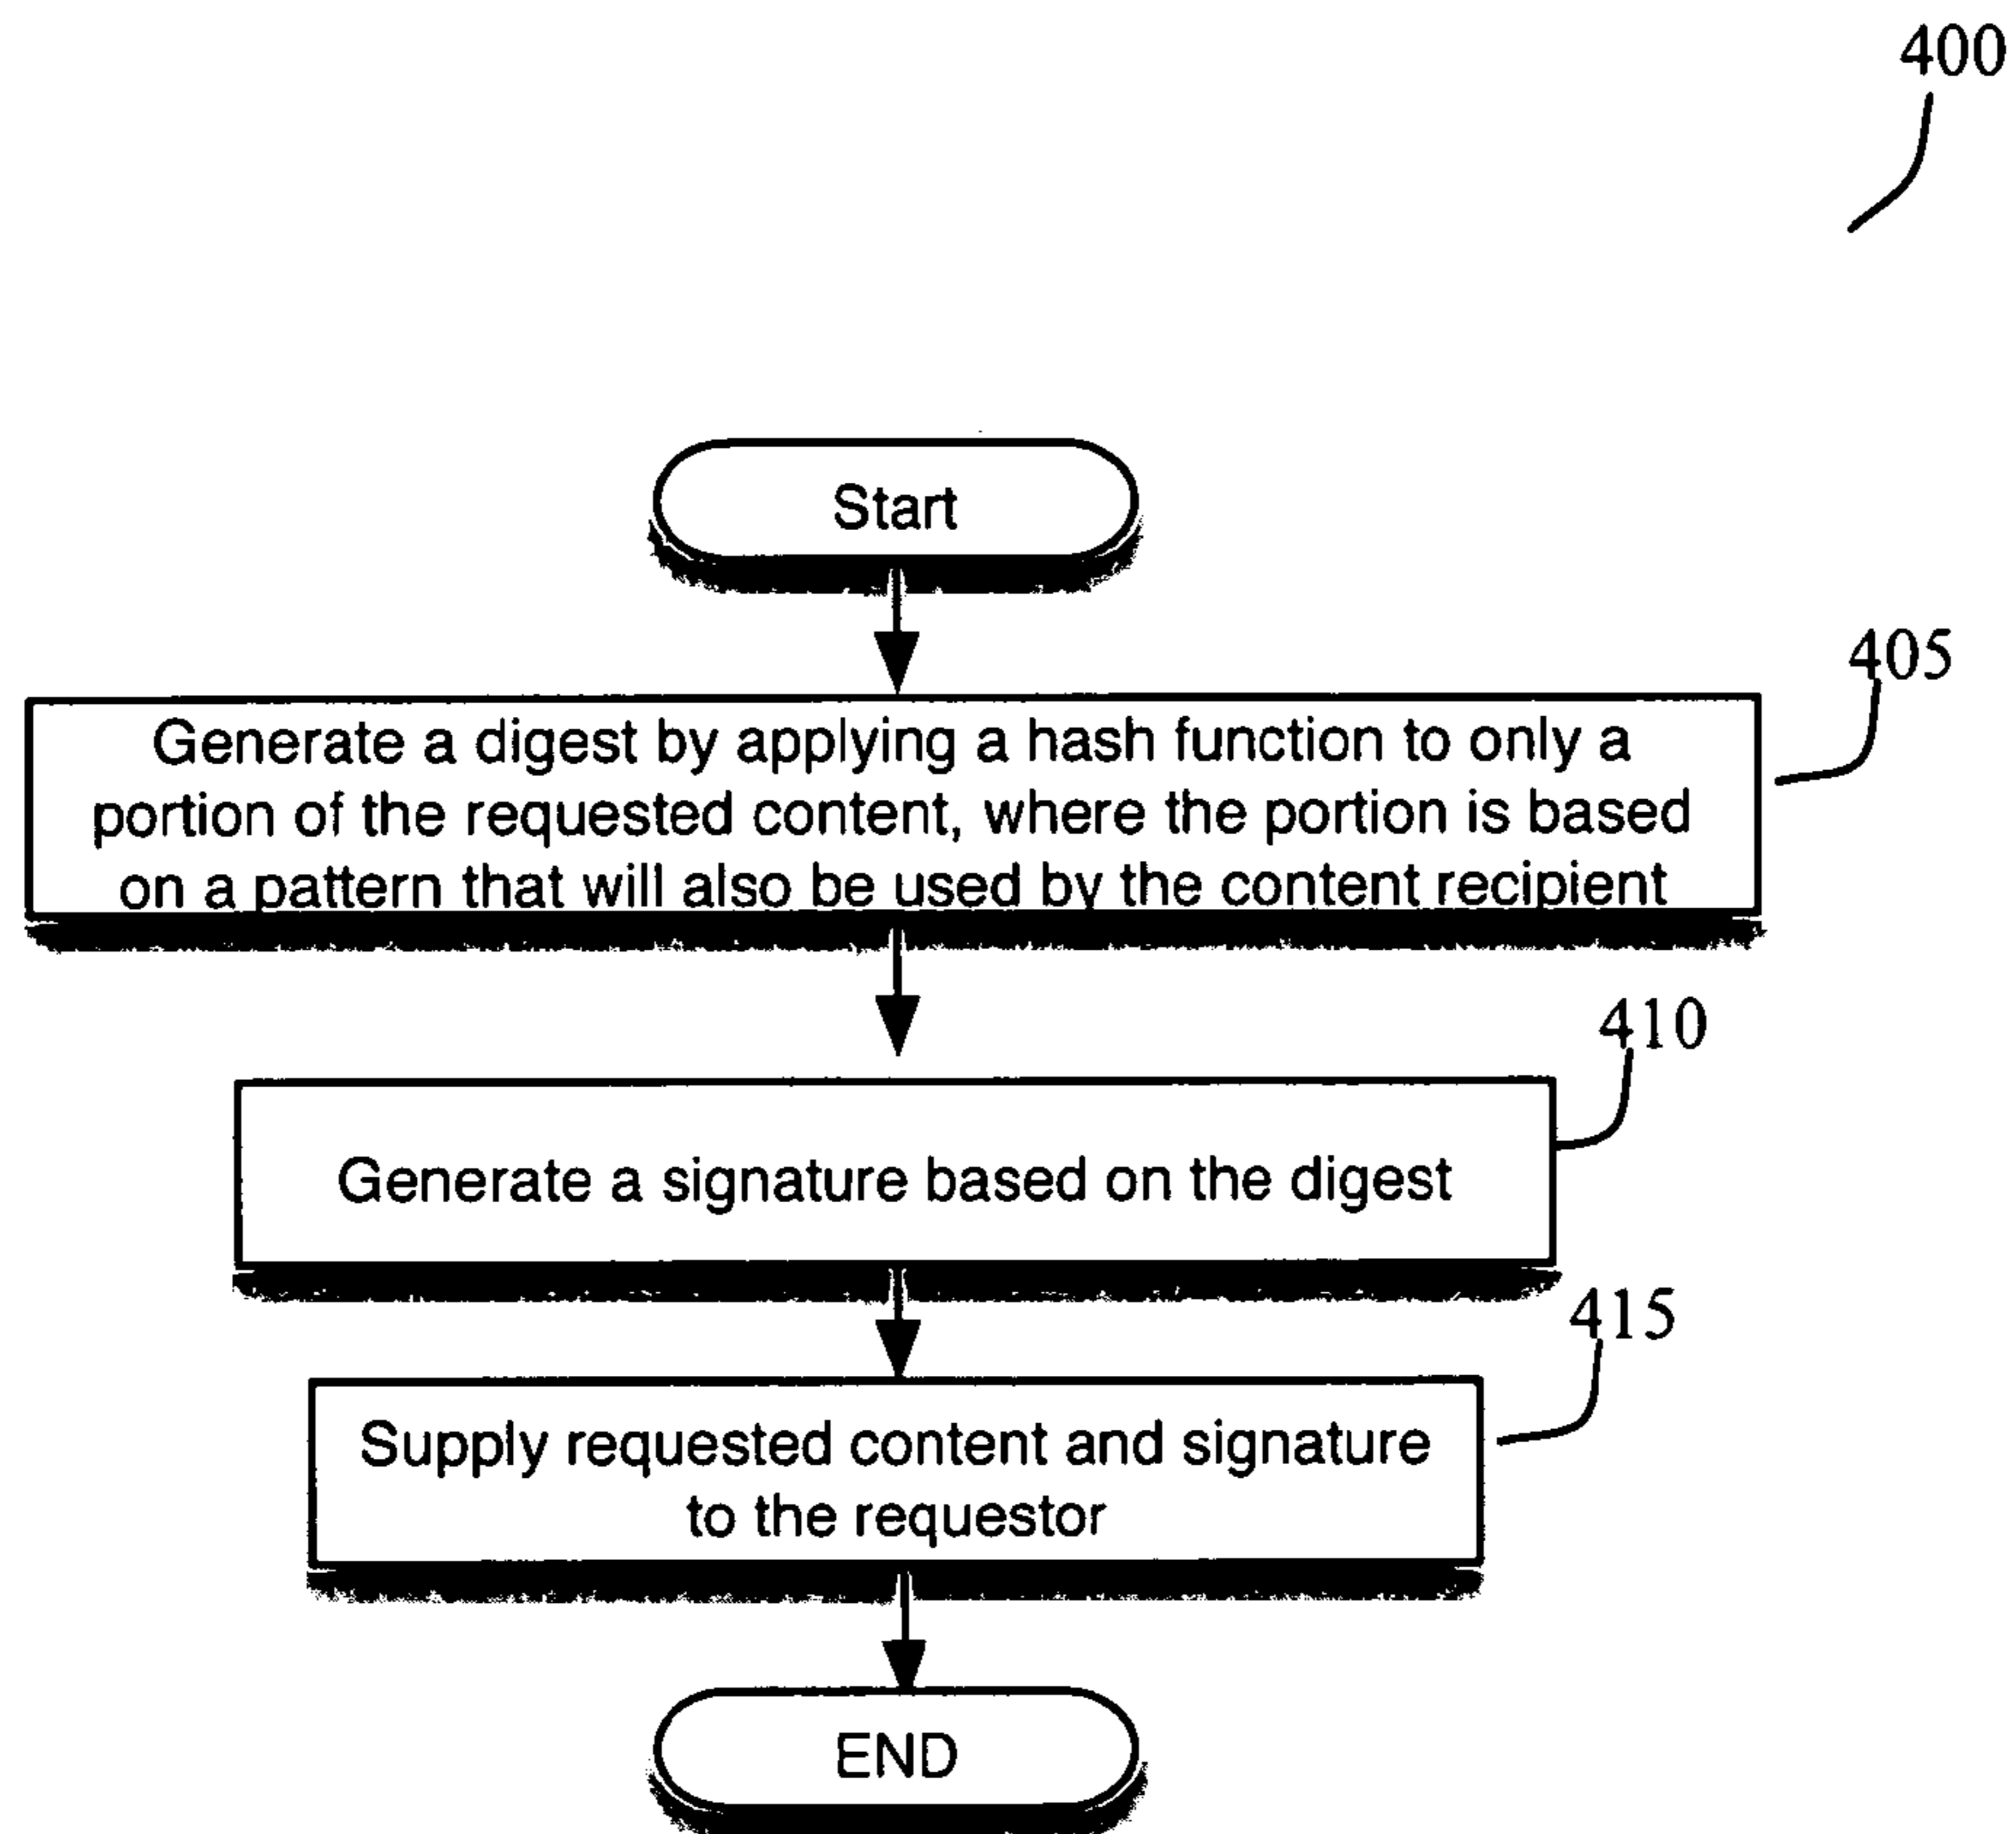 400
Start
405
Generate a digest by applying a hash function to only a
portion of the requested content, where the portion is based
on a pattern that will also be used by the content recipient
410
Generate a signature based on the digest
415
Supply requested content and signature
to the requestor
END